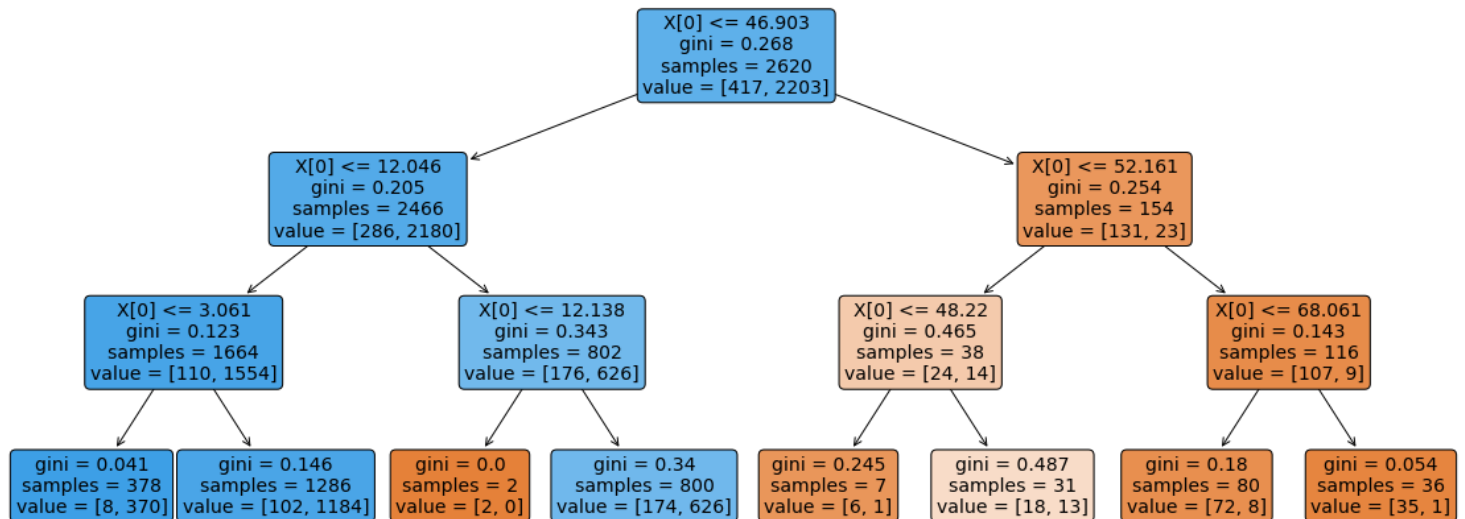 X[0] <= 46.903
gini = 0.268
samples = 2620
value = [417, 2203]
X[0] <= 12.046
gini = 0.205
samples = 2466
value = [286, 2180]
X[0] <= 52.161
gini = 0.254
samples = 154
value = [131, 23]
X[0] <= 3.061
gini = 0.123
samples = 1664
value = [110, 1554]
X[0] <= 12.138
gini = 0.343
samples = 802
value = [176, 626]
X[0] <= 48.22
gini = 0.465
samples = 38
value = [24, 14]
X[0] <= 68.061
gini = 0.143
samples = 116
value = [107, 9]
gini = 0.041
samples = 378
value = [8, 370]
gini = 0.146
samples = 1286
value = [102, 1184]
gini = 0.0
samples = 2
value = [2, 0]
gini = 0.34
samples = 800
value = [174, 626]
gini = 0.245
samples = 7
value = [6, 1]
gini = 0.487
samples = 31
value = [18, 13]
gini = 0.18
samples = 80
value = [72, 8]
gini = 0.054
samples = 36
value = [35, 1]